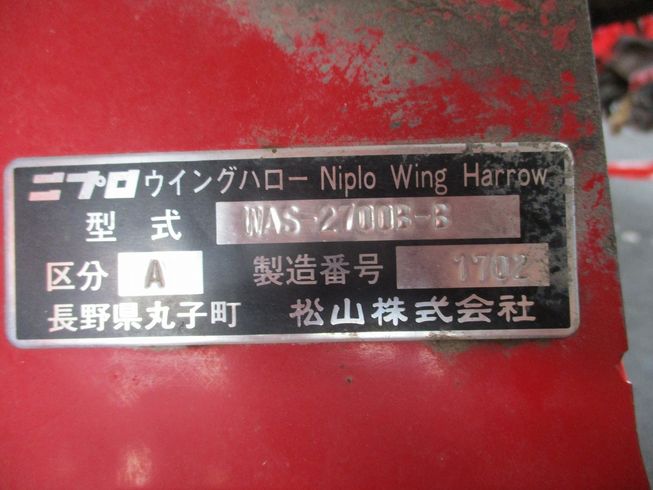 ニプロ ウイングハロー Niplo Wing Harrow
型式 WAS-2700B-B
区分 A 製造番号 1702
長野県丸子町 松山株式会社